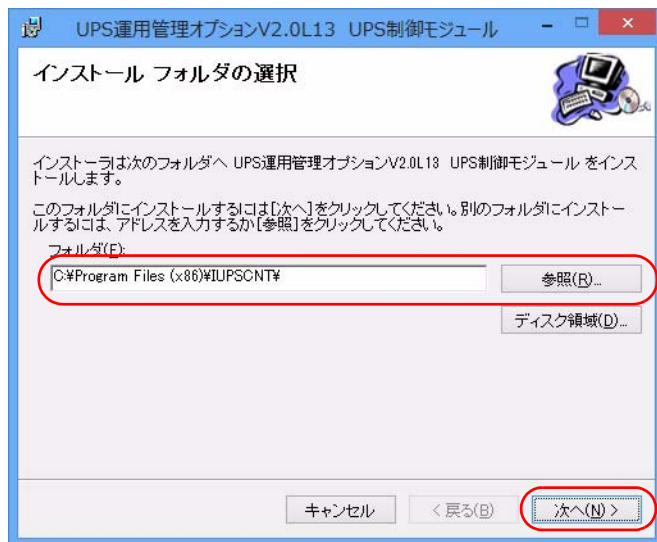 UPS運用管理オプションV2.0L13 UPS制御モジュール
インストール フォルダの選択
インストーラは次のフォルダへ UPS運用管理オプションV2.0L13 UPS制御モジュール をインス
トールします。
このフォルダにインストールするには[次へ]をクリックしてください。別のフォルダにインストー
ルするには、アドレスを入力するか[参照]をクリックしてください。
フォルダ(F):
C:¥Program Files (x86)¥IUPSCNT¥
参照(R)...
ディスク領域(D)...
キャンセル
< 戻る(B)
次へ(N) >